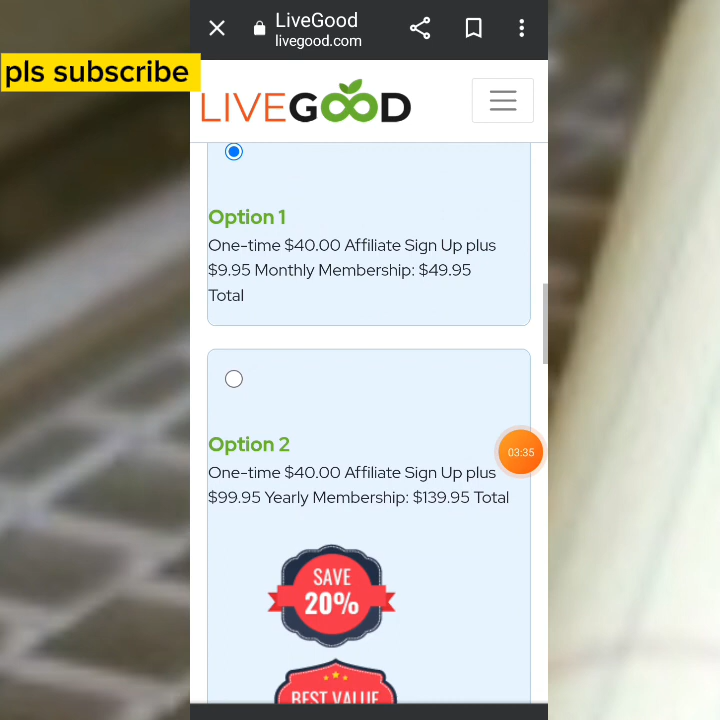 LiveGood
livegood.com
pls subscribe
LIVEGOOD
Option 1
One-time $40.00 Affiliate Sign Up plus
$9.95 Monthly Membership: $49.95
Total
Option 2
One-time $40.00 Affiliate Sign Up plus
$99.95 Yearly Membership: $139.95 Total
03:35
SAVE
20%
BEST VALUE